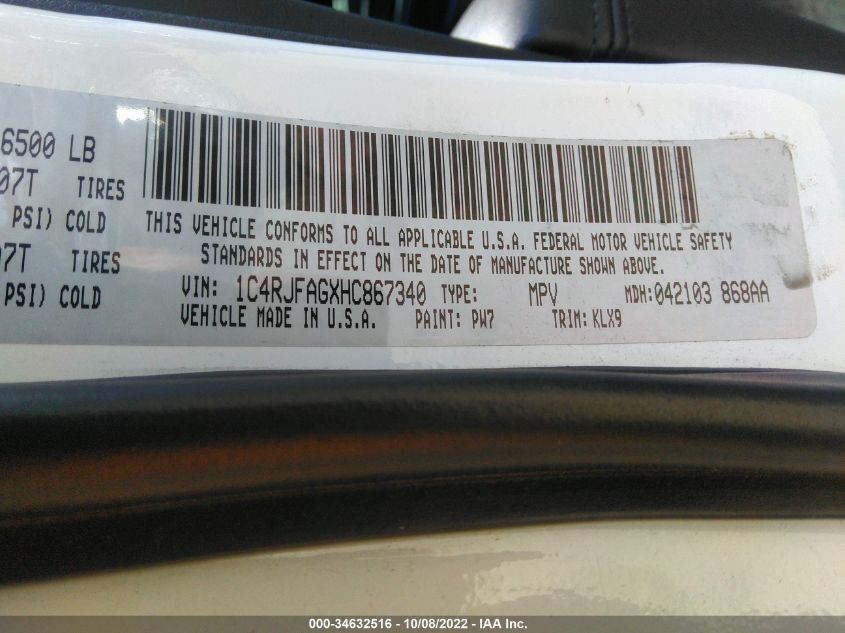 6500 LB
07T TIRES
PSI) COLD
07T TIRES
PSI) COLD
THIS VEHICLE CONFORMS TO ALL APPLICABLE U.S.A. FEDERAL MOTOR VEHICLE SAFETY
STANDARDS IN EFFECT ON THE DATE OF MANUFACTURE SHOWN ABOVE.
VIN: 1C4RJFAGXHC867340 TYPE: MPV MDH: 042103 868AA
VEHICLE MADE IN U.S.A. PAINT: PW7 TRIM: KLX9
000-34632516 - 10/08/2022 - IAA Inc.